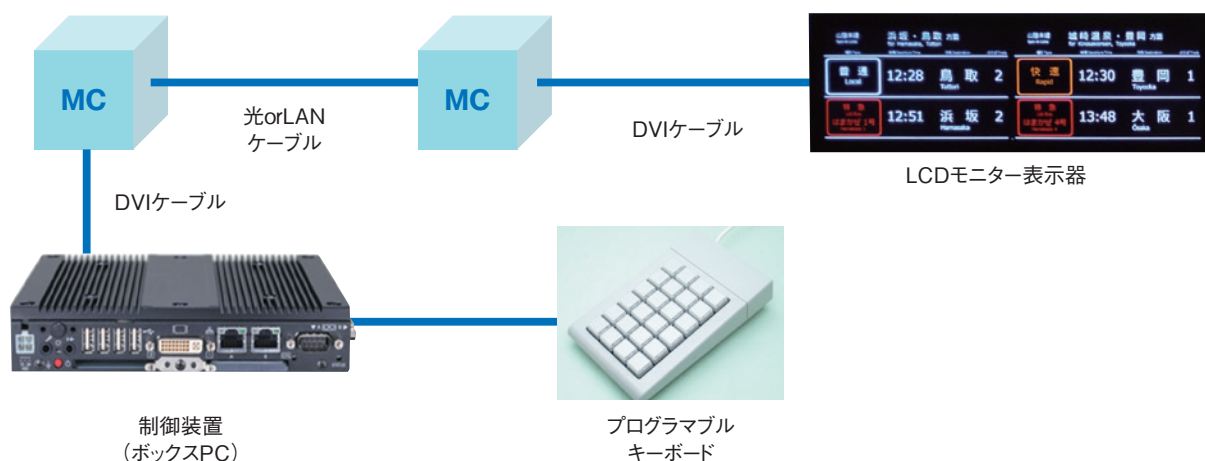 MC
MC
光orLAN
ケーブル
DVIケーブル
DVIケーブル
山陰本線
浜坂・鳥取 方面
for Hamasaka, Tottori
城崎温泉・豊岡 方面
for Kinosakionsen, Toyooka
普通
Local
12:28
鳥取
Tottori
2
快速
Rapid
12:30
豊岡
Toyooka
1
特急
はまかぜ 1号
12:51
浜坂
Hamasaka
2
特急
はまかぜ 4号
13:48
大阪
Osaka
1
LCDモニター表示器
制御装置
（ボックスPC）
プログラマブル
キーボード